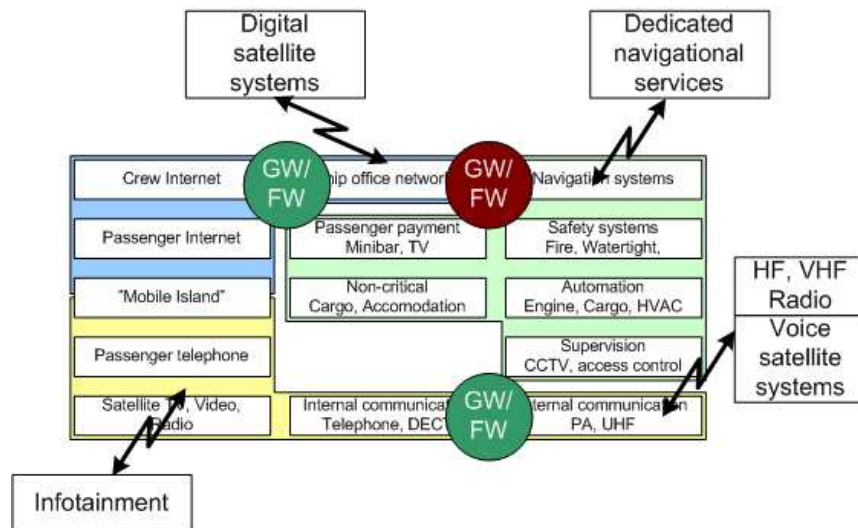 Digital
satellite
systems
Dedicated
navigational
services
Crew Internet
GW/
FW
hip office networ
GW/
FW
Navigation systems
Passenger Internet
Passenger payment
Minibar, TV
Safety systems
Fire, Watertight,
"Mobile Island"
Non-critical
Cargo, Accomodation
Automation
Engine, Cargo, HVAC
HF, VHF
Radio
Voice
satellite
systems
Passenger telephone
Supervision
CCTV, access control
Satellite TV, Video,
Radio
Internal communicat
Telephone, DECT
GW/
FW
nternal communication
PA, UHF
Infotainment